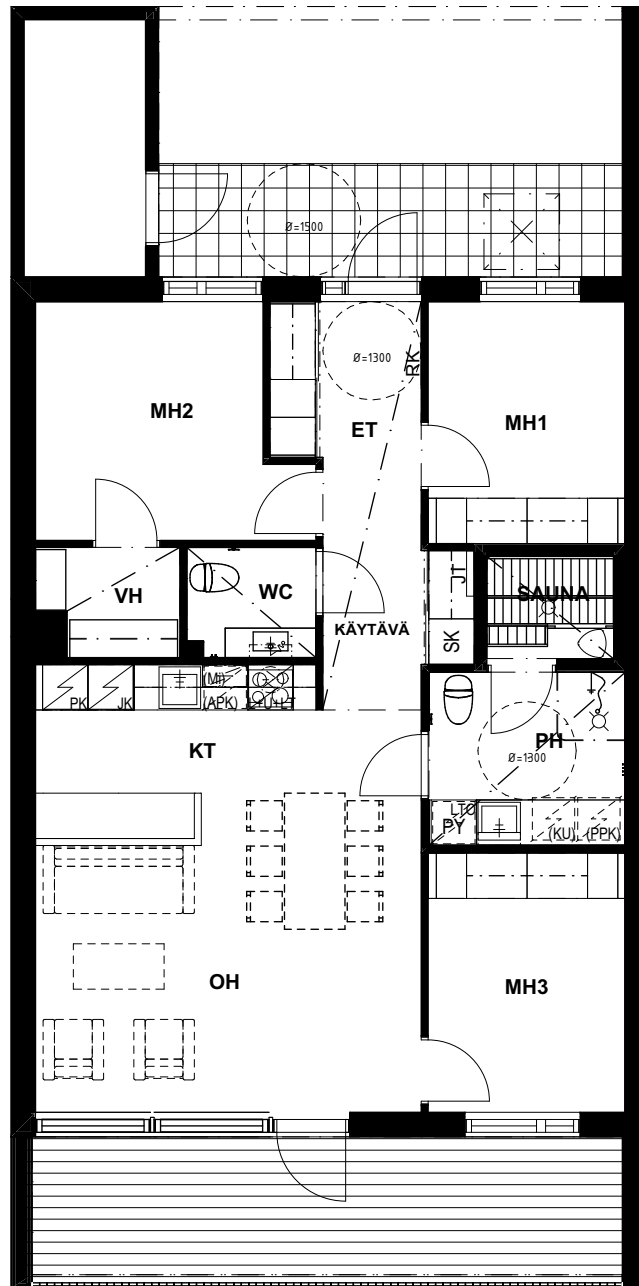 Ø=1500
Ø=1300
RK
MH2
ET
MH1
VH
WC
JT
SAUNA
KÄYTÄVÄ
SK
(MI)
PK
JK
(APK)
L+U+LT
KT
PH
Ø=1300
LTO
PY
(KU)
(PPK)
OH
MH3